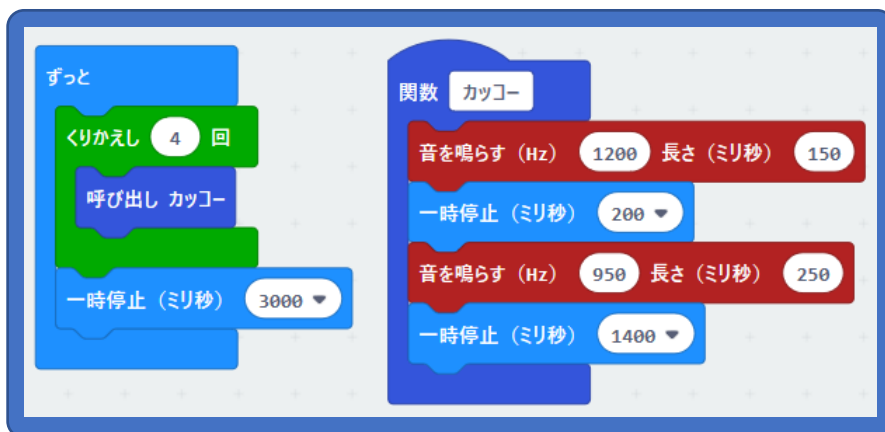 ずっと
くりかえし 4 回
呼び出し カッコー
一時停止（ミリ秒） 3000
関数 カッコー
音を鳴らす（Hz） 1200 長さ（ミリ秒） 150
一時停止（ミリ秒） 200
音を鳴らす（Hz） 950 長さ（ミリ秒） 250
一時停止（ミリ秒） 1400